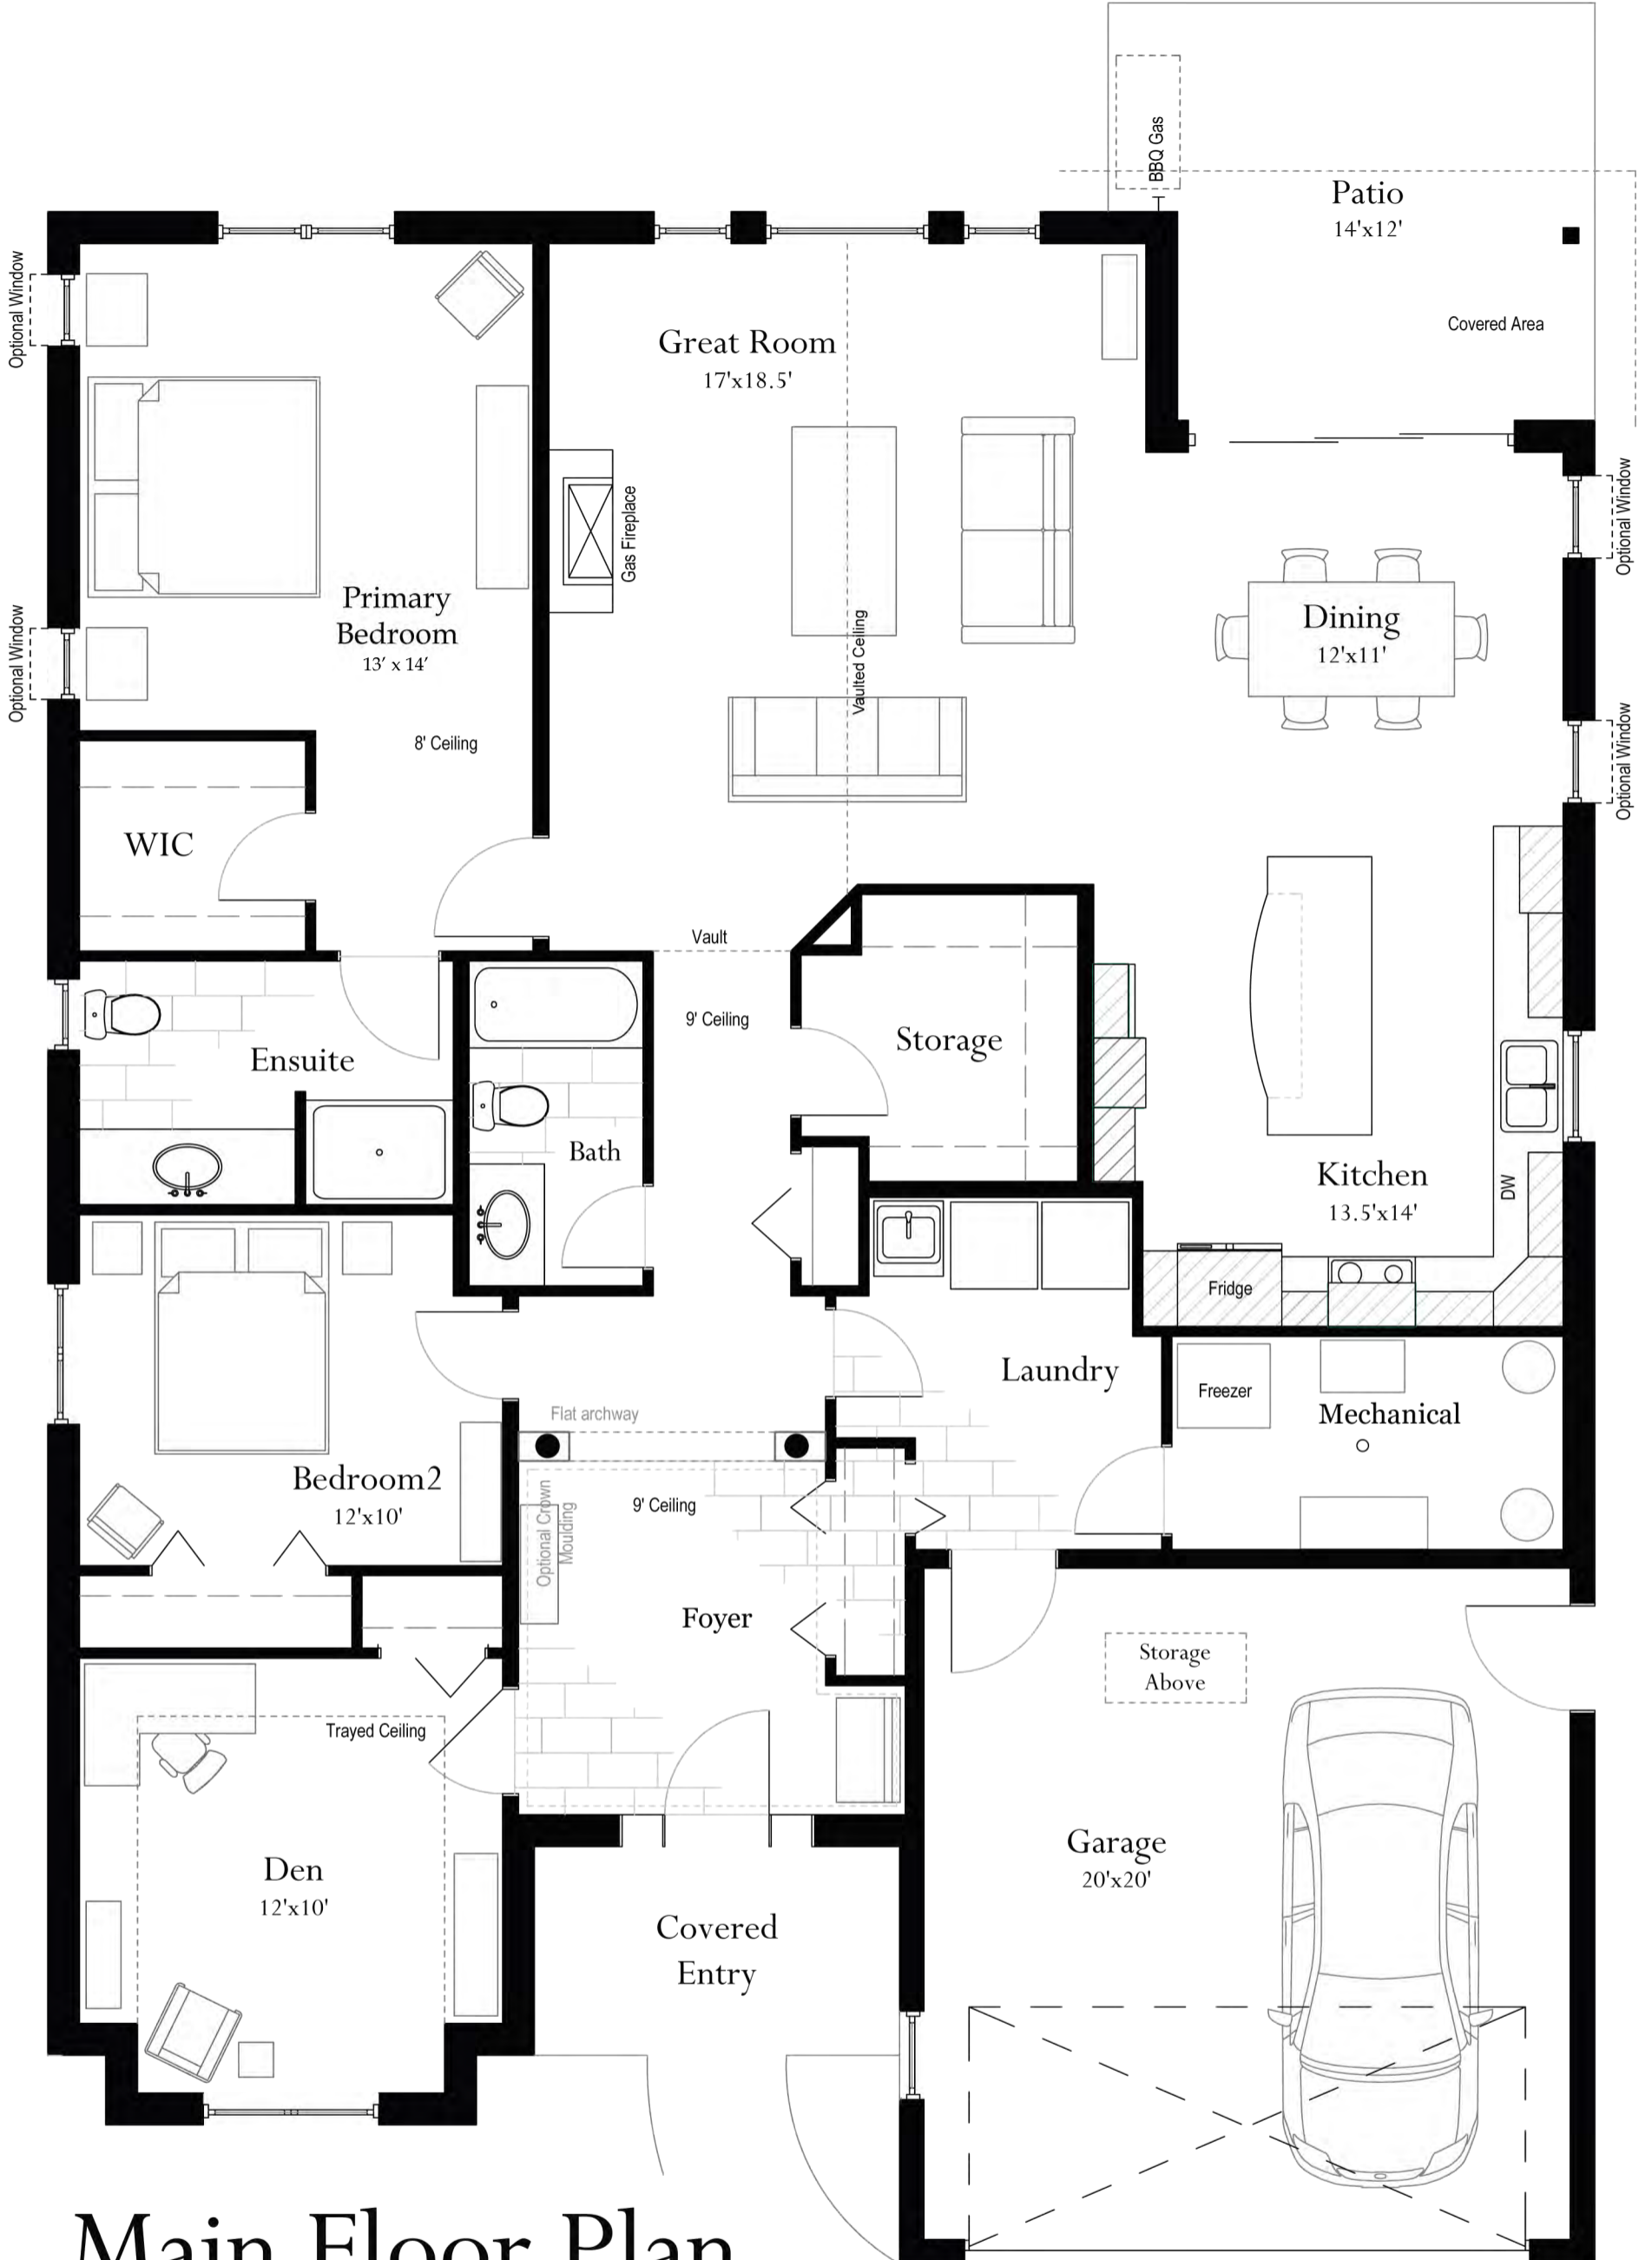 BBQ Gas
Patio
14'x12'
Covered Area
Optional Window
Great Room
17'x18.5'
Gas Fireplace
Vaulted Ceiling
Primary
Bedroom
13' x 14'
8' Ceiling
Optional Window
Optional Window
Dining
12'x11'
Optional Window
WIC
Vault
9' Ceiling
Storage
Ensuite
Bath
Kitchen
13.5'x14'
DW
Fridge
Laundry
Freezer
Mechanical
Flat archway
Bedroom2
12'x10'
9' Ceiling
Optional Crown
Moulding
Foyer
Storage
Above
Trayed Ceiling
Den
12'x10'
Garage
20'x20'
Covered
Entry
Main Floor Plan